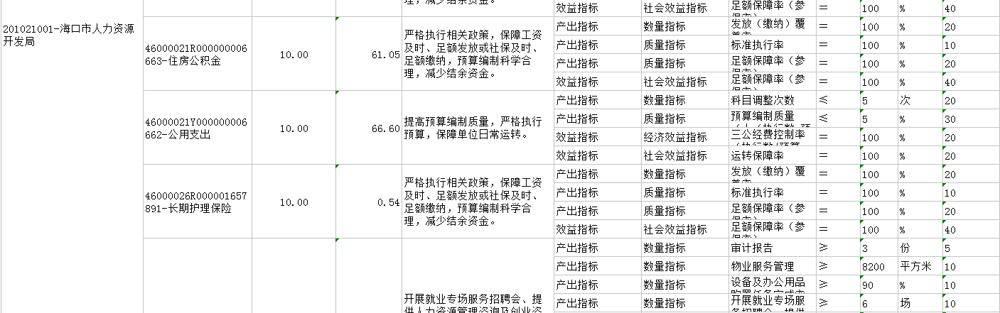 效益指标 社会效益指标 足额保障率（参 ＝ 100 % 40
201021001-海口市人力资源
开发局
46000021R000000006
663-住房公积金
10.00
61.05
严格执行相关政策，保障工资
及时、足额发放或社保及时、
足额缴纳，预算编制科学合
理，减少结余资金。
产出指标 数量指标 发放（缴纳）覆 ＝ 100 % 20
产出指标 质量指标 标准执行率 ＝ 100 % 10
产出指标 质量指标 足额保障率（参 ＝ 100 % 20
效益指标 社会效益指标 足额保障率（参 ＝ 100 % 40
46000021Y000000006
662-公用支出
10.00
66.60
提高预算编制质量，严格执行
预算，保障单位日常运转。
产出指标 数量指标 科目调整次数 ≤ 5 次 20
产出指标 质量指标 预算编制质量 ≤ 5 % 30
效益指标 经济效益指标 三公经费控制率 ＝ 100 % 20
效益指标 社会效益指标 运转保障率 ＝ 100 % 20
46000026R000001657
891-长期护理保险
10.00
0.54
严格执行相关政策，保障工资
及时、足额发放或社保及时、
足额缴纳，预算编制科学合
理，减少结余资金。
产出指标 数量指标 发放（缴纳）覆 ＝ 100 % 20
产出指标 质量指标 标准执行率 ＝ 100 % 10
产出指标 质量指标 足额保障率（参 ＝ 100 % 20
效益指标 社会效益指标 足额保障率（参 ＝ 100 % 40
开展就业专场服务招聘会、提
供人力资源管理咨询及创业咨
产出指标 数量指标 审计报告 ≥ 3 份 5
产出指标 数量指标 物业服务管理 ≥ 8200 平方米 10
产出指标 数量指标 设备及办公用品 ≥ 90 % 10
产出指标 数量指标 开展就业专场服 ≥ 6 场 10
务招聘会、提供